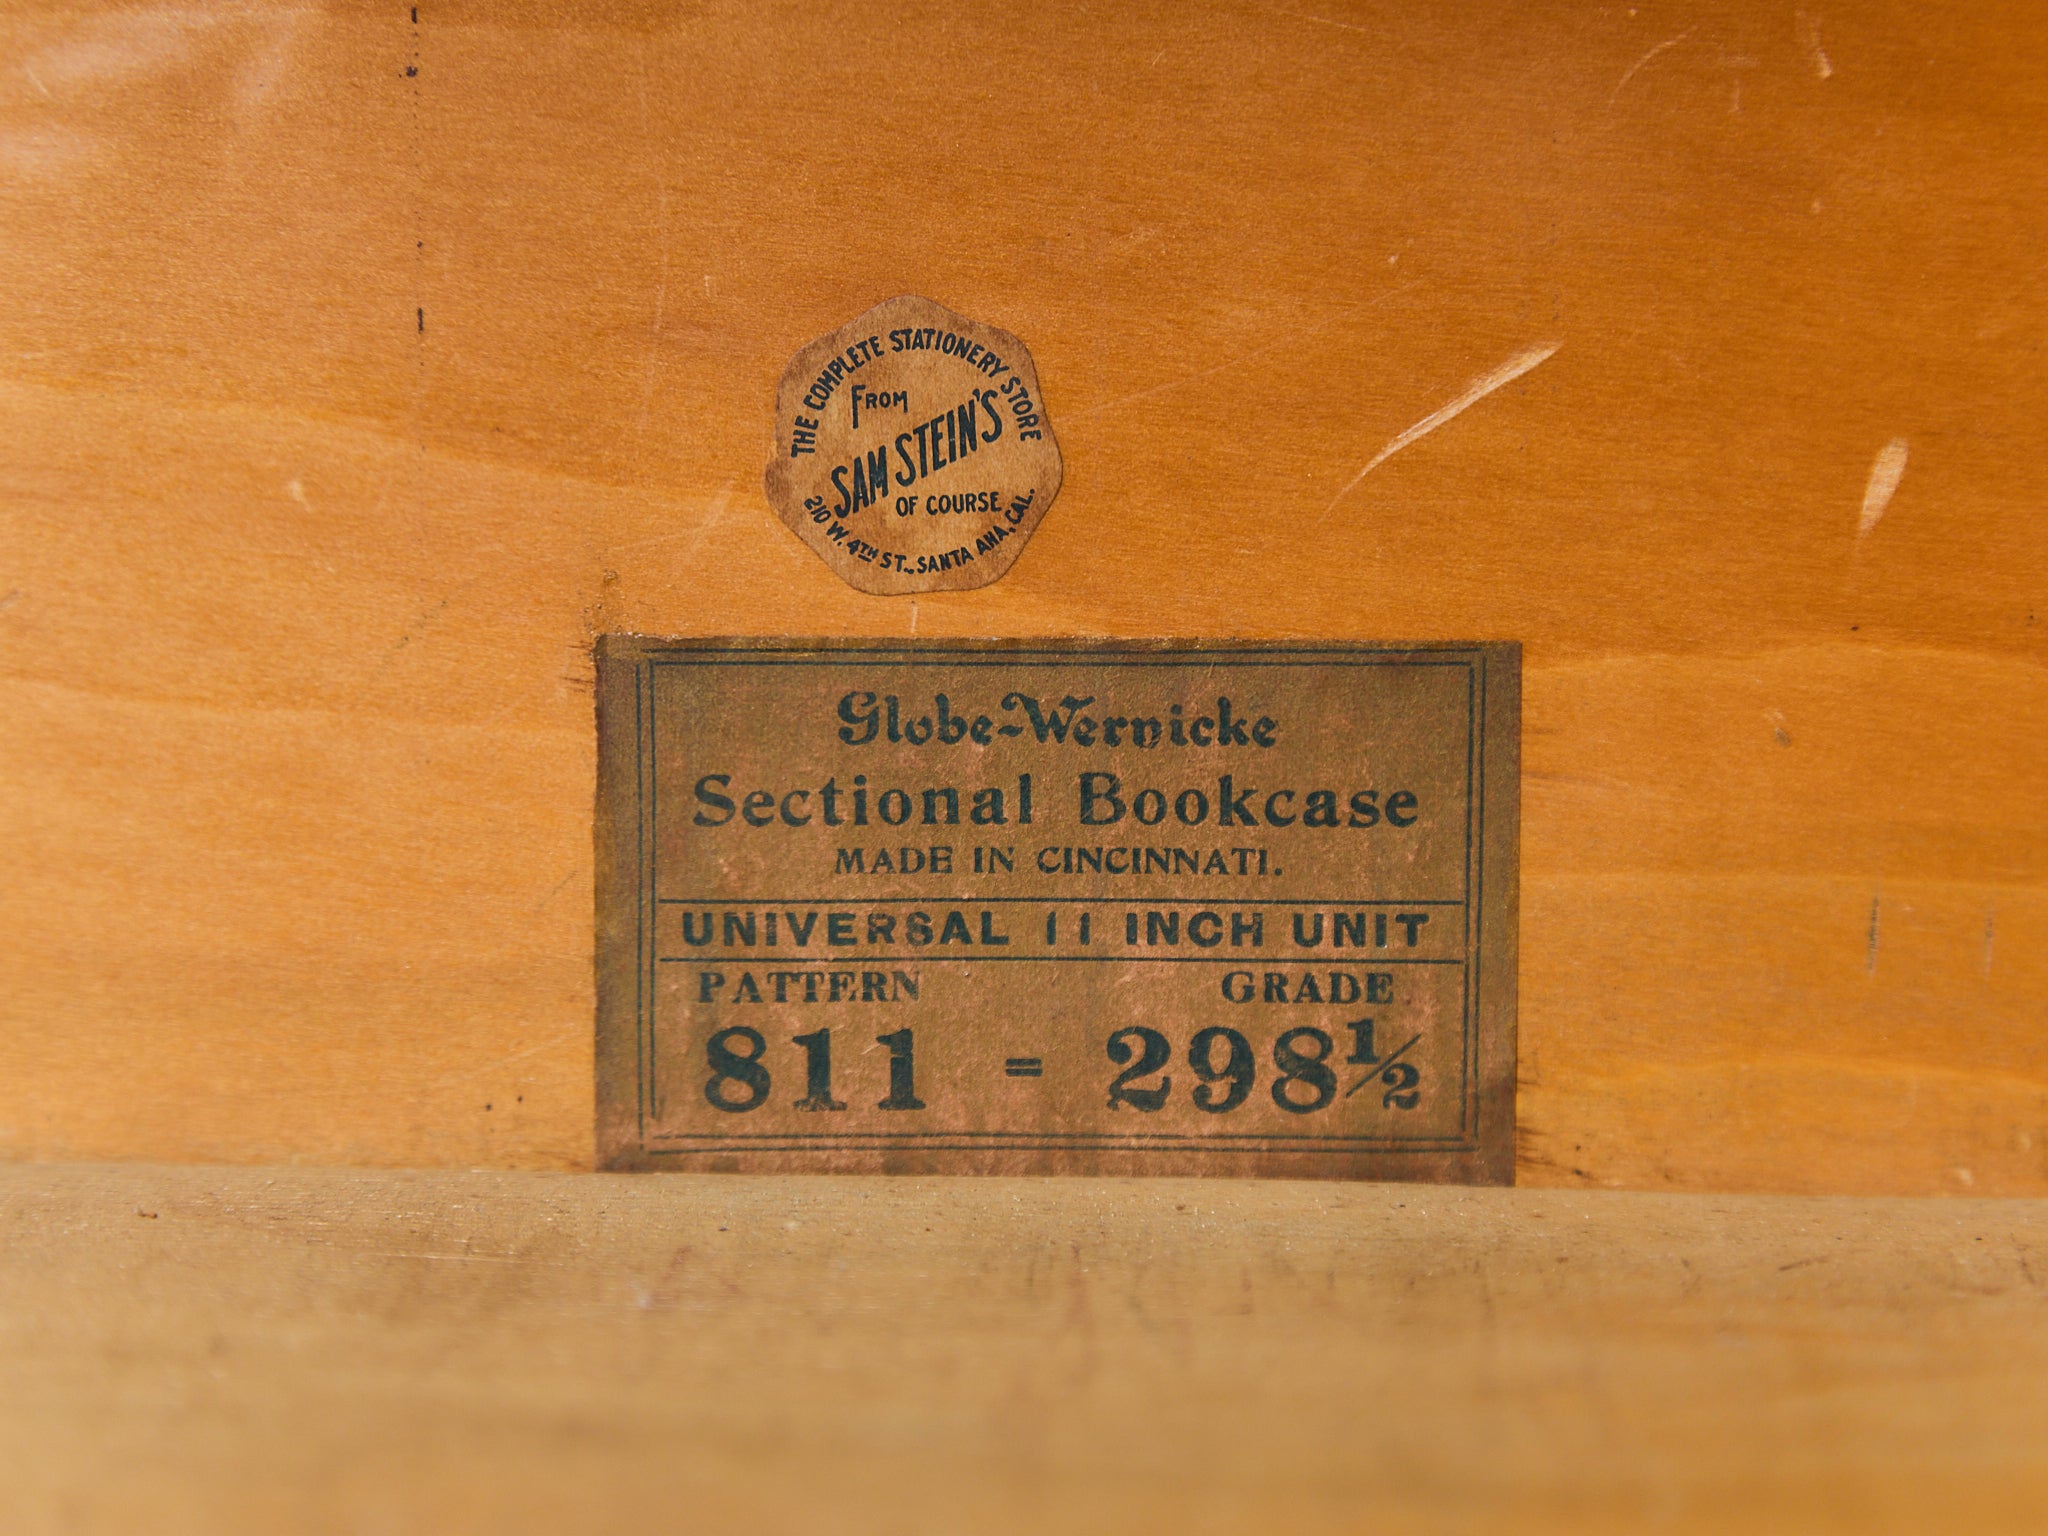 THE COMPLETE STATIONERY STORE
FROM
SAM STEIN'S
OF COURSE
210 W. 4TH ST. SANTA ANA, CAL.
Globe-Wernicke
Sectional Bookcase
MADE IN CINCINNATI.
UNIVERSAL 11 INCH UNIT
PATTERN GRADE
811 = 298½